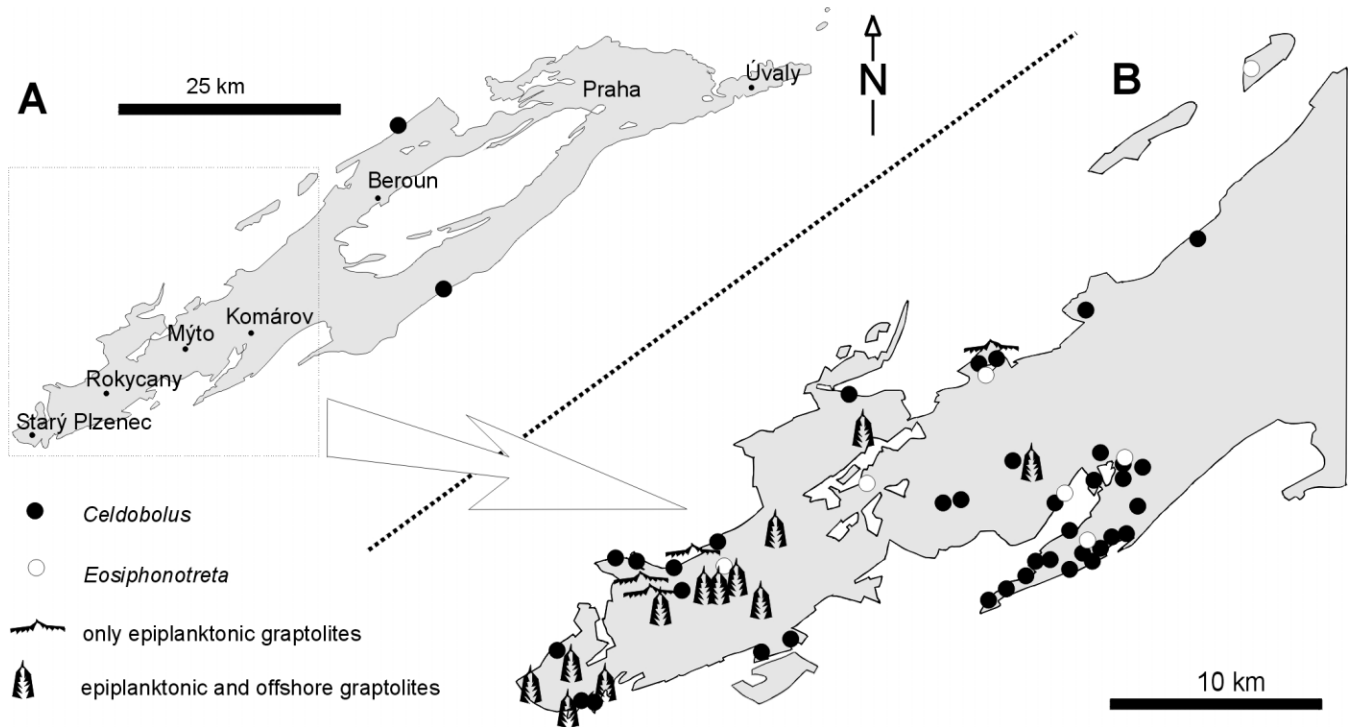 A
25 km
Praha
Úvaly
N
B
Beroun
Komárov
Mýto
Rokycany
Starý Plzenec
Celdobolus
Eosiphonotreta
only epiplanktonic graptolites
epiplanktonic and offshore graptolites
10 km